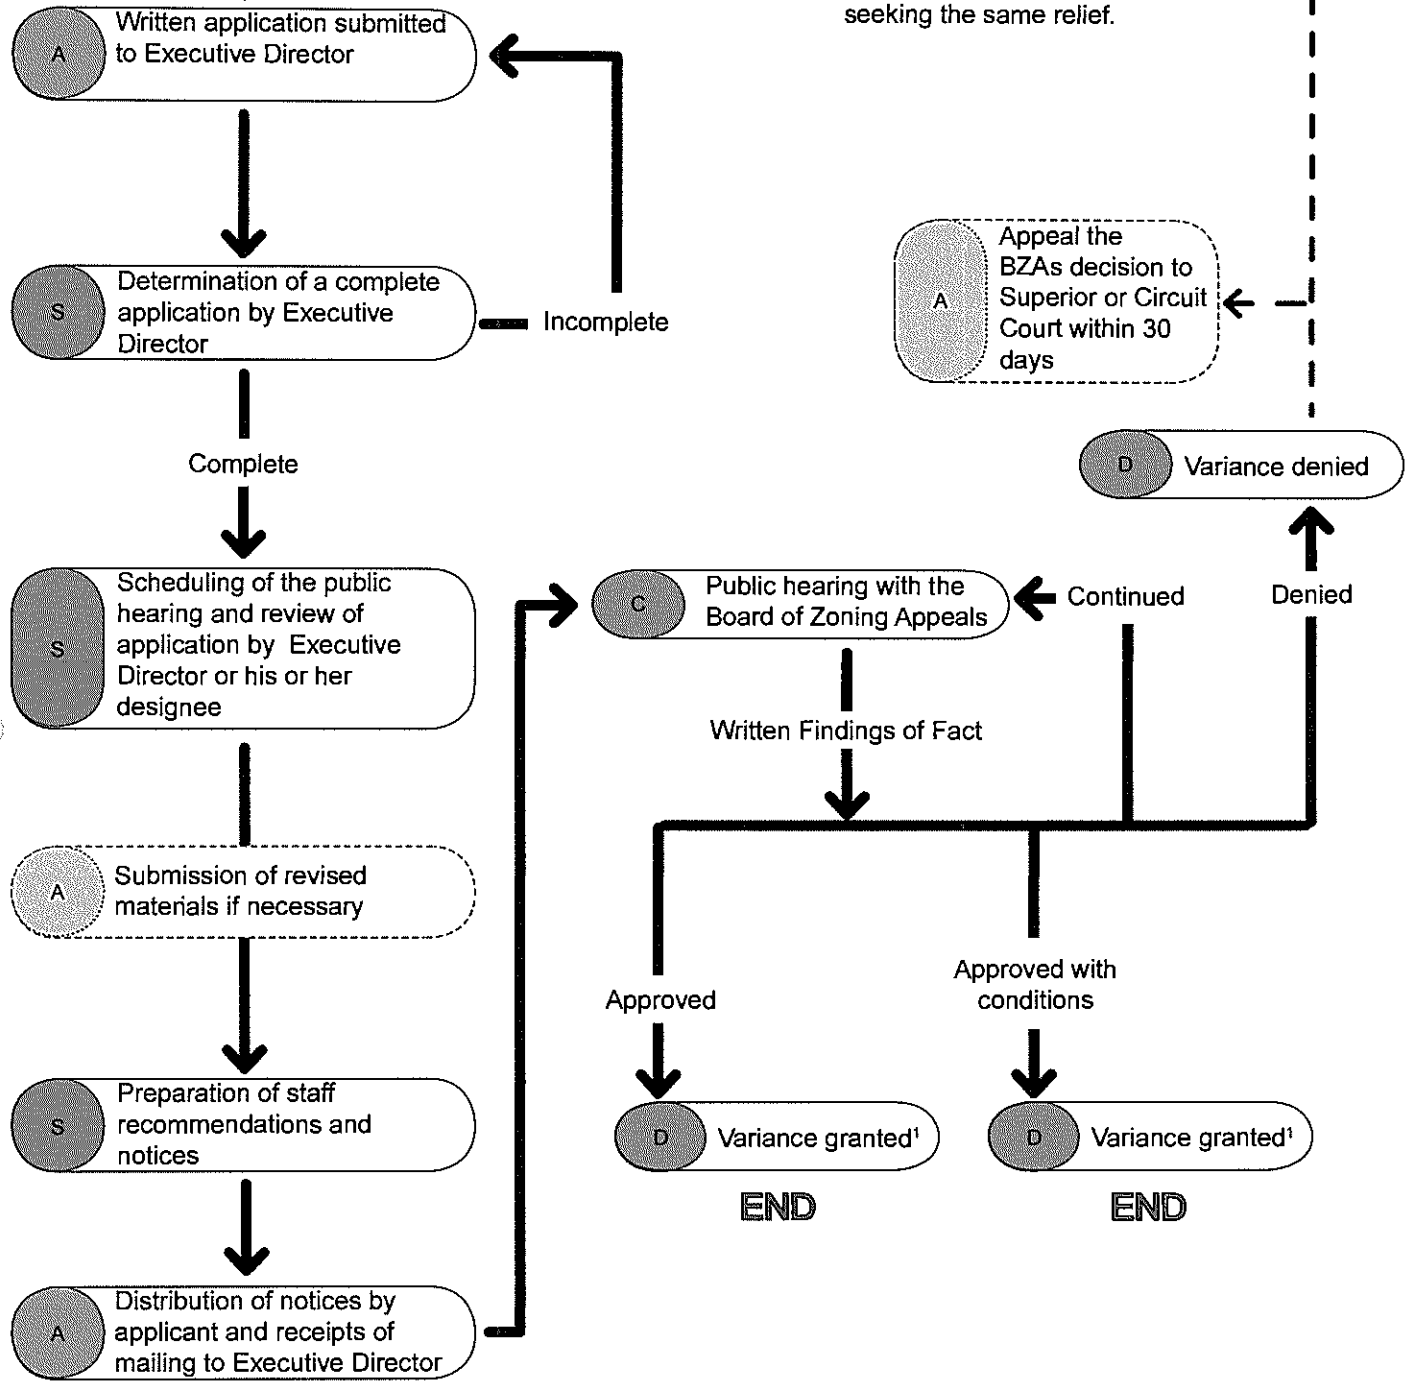 seeking the same relief.
A
Written application submitted
to Executive Director
S
Determination of a complete
application by Executive
Director
Incomplete
Complete
S
Scheduling of the public
hearing and review of
application by Executive
Director or his or her
designee
A
Submission of revised
materials if necessary
S
Preparation of staff
recommendations and
notices
A
Distribution of notices by
applicant and receipts of
mailing to Executive Director
C
Public hearing with the
Board of Zoning Appeals
Continued
Written Findings of Fact
Denied
D
Variance denied
A
Appeal the
BZAs decision to
Superior or Circuit
Court within 30
days
Approved
D
Variance granted¹
END
Approved with
conditions
D
Variance granted¹
END